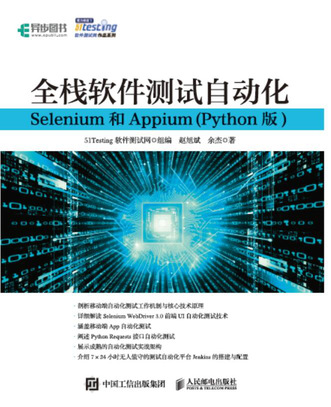 异步图书
www.epubit.com
51testing
软件测试网作品系列
全栈软件测试自动化
Selenium 和 Appium (Python 版)
51Testing 软件测试网◎组编 赵旭斌 余杰◎著
· 剖析移动端自动化测试工作机制与核心技术原理
· 详细解读 Selenium WebDriver 3.0 前端 UI 自动化测试技术
· 涵盖移动端 App 自动化测试
· 阐述 Python Requests 接口自动化测试
· 展示成熟的自动化测试实战架构
· 介绍 7 x 24 小时无人值守的测试自动化平台 Jenkins 的搭建与配置
中国工信出版集团
人民邮电出版社